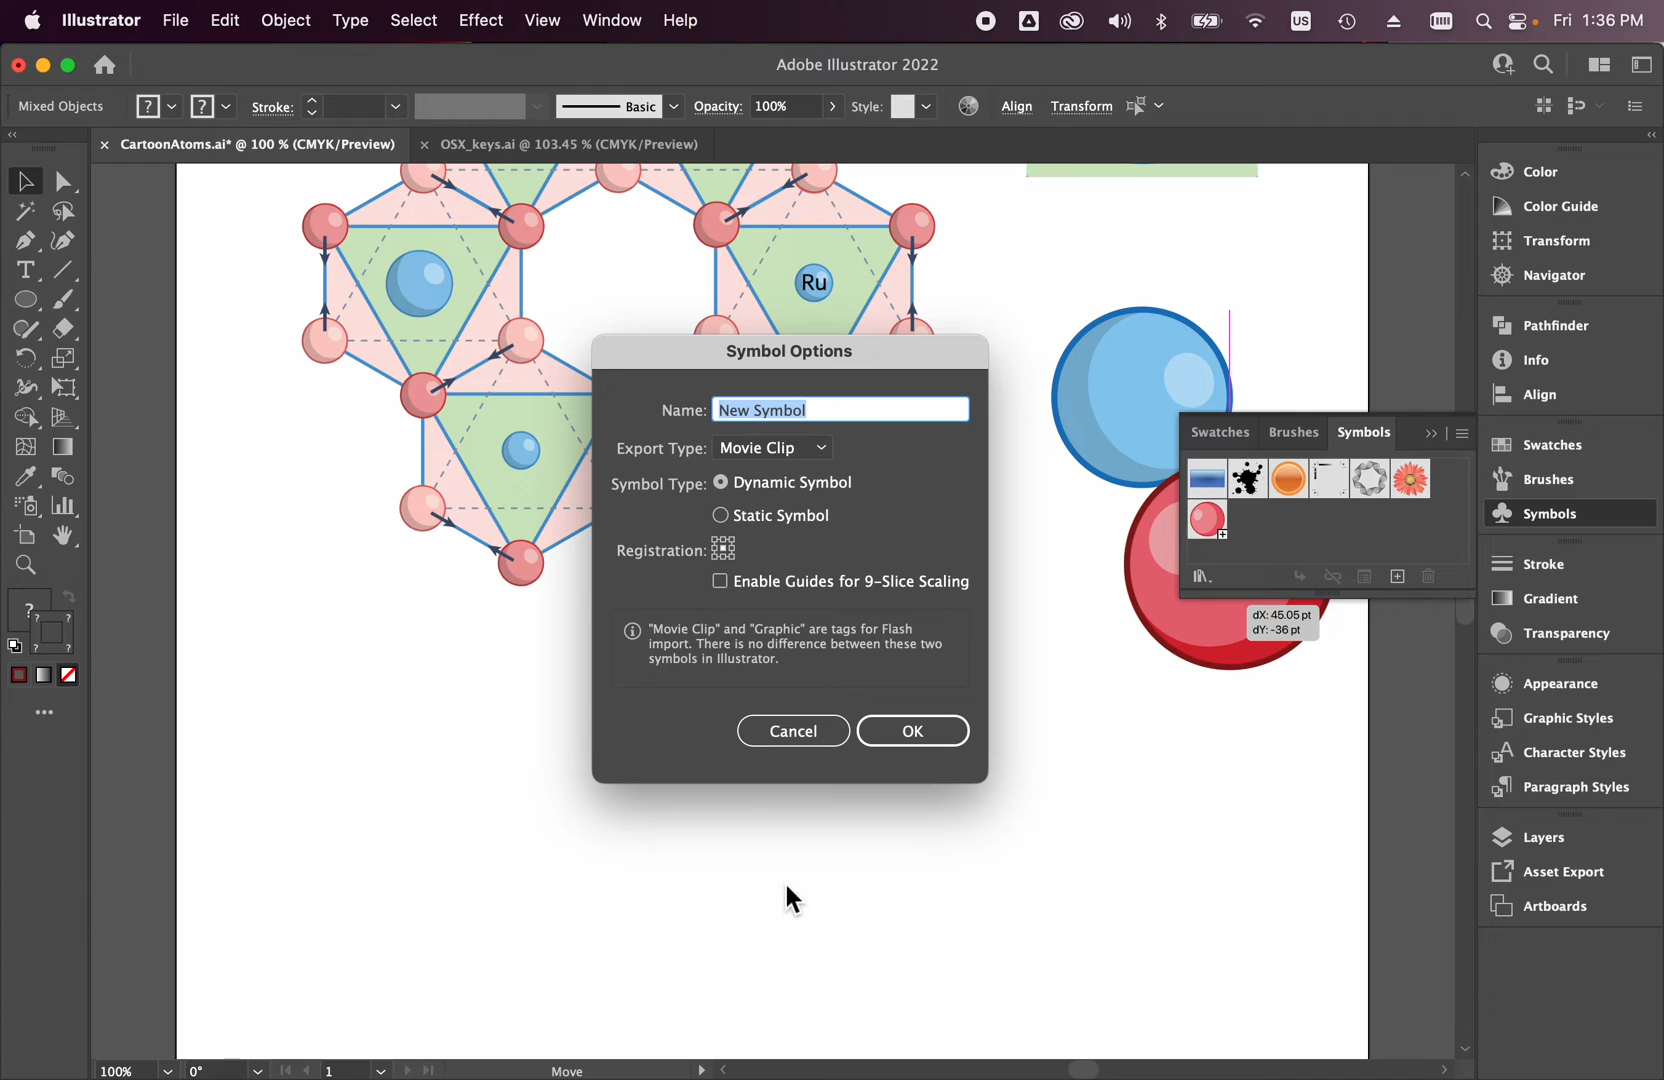 Illustrator File Edit Object Type Select Effect View Window Help US Fri 1:36 PM
Adobe Illustrator 2022
Mixed Objects ? ? Stroke: Basic Opacity: 100% Style: Align Transform
CartoonAtoms.ai* @ 100 % (CMYK/Preview) OSX_keys.ai @ 103.45 % (CMYK/Preview)
Color
Color Guide
Transform
Navigator
Ru
Pathfinder
Info
Align
Symbol Options
Name: New Symbol
Export Type: Movie Clip
Symbol Type: Dynamic Symbol
Static Symbol
Registration:
Enable Guides for 9-Slice Scaling
"Movie Clip" and "Graphic" are tags for Flash
import. There is no difference between these two
symbols in Illustrator.
Cancel OK
Swatches Brushes Symbols
dX: 45.05 pt
dY: -36 pt
Swatches
Brushes
Symbols
Stroke
Gradient
Transparency
Appearance
Graphic Styles
Character Styles
Paragraph Styles
Layers
Asset Export
Artboards
? ? ? ? ?
100% 0° 1 Move